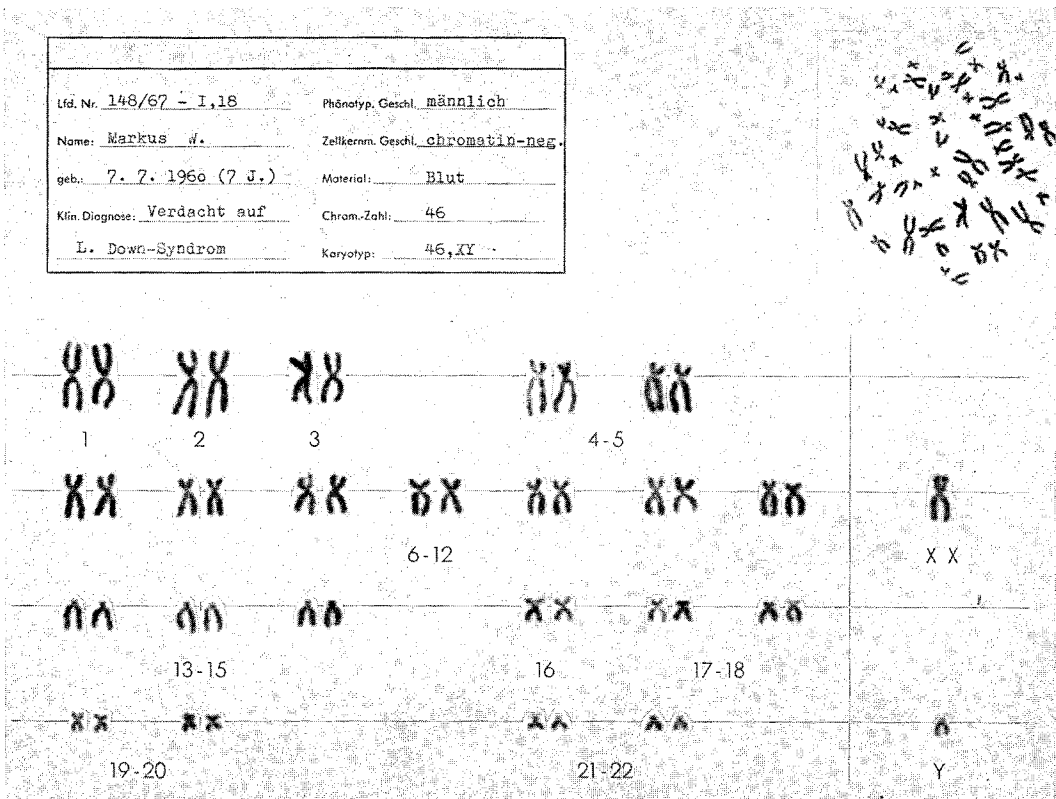 Lfd. Nr. 148/67 - I,18
Phänotyp. Geschl. männlich
Name: Markus W.
Zellkernm. Geschl. chromatin-neg.
geb.: 7. 7. 1960 (7 J.)
Material: Blut
Klin. Diagnose: Verdacht auf
Chrom.-Zahl: 46
L. Down-Syndrom
Karyotyp: 46,XY
1 2 3 4-5
6-12 X X
13-15 16 17-18
19-20 21-22 Y